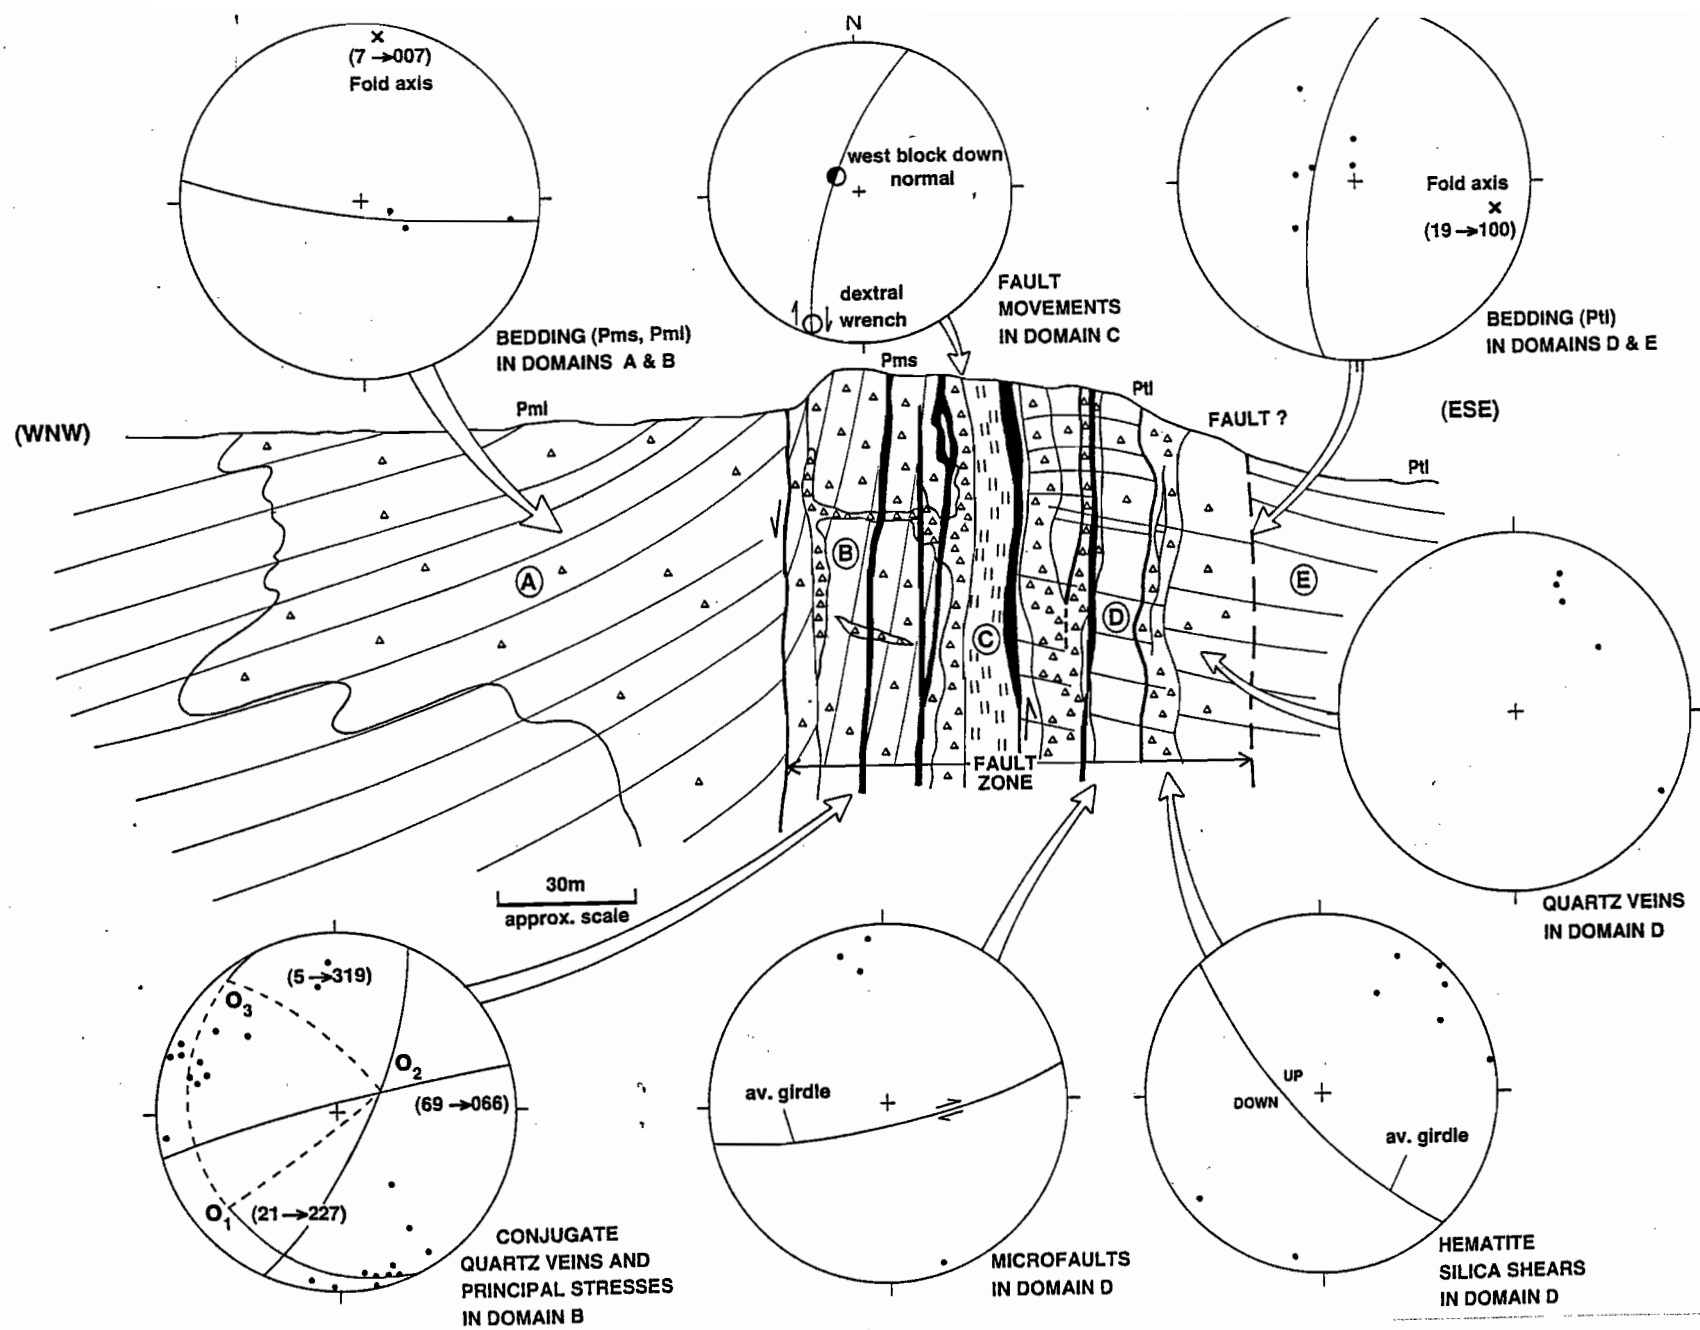 (7→007)
Fold axis
BEDDING (Pms, Pml)
IN DOMAINS A & B
N
west block down
normal
dextral
wrench
FAULT
MOVEMENTS
IN DOMAIN C
Fold axis
(19→100)
BEDDING (Ptl)
IN DOMAINS D & E
(WNW)
Pml
Pms
Ptl
FAULT ?
(ESE)
Ptl
A
B
C
D
E
FAULT
ZONE
30m
approx. scale
QUARTZ VEINS
IN DOMAIN D
(5→319)
O3
O2
(69→066)
O1
(21→227)
CONJUGATE
QUARTZ VEINS AND
PRINCIPAL STRESSES
IN DOMAIN B
av. girdle
MICROFAULTS
IN DOMAIN D
UP
DOWN
av. girdle
HEMATITE
SILICA SHEARS
IN DOMAIN D